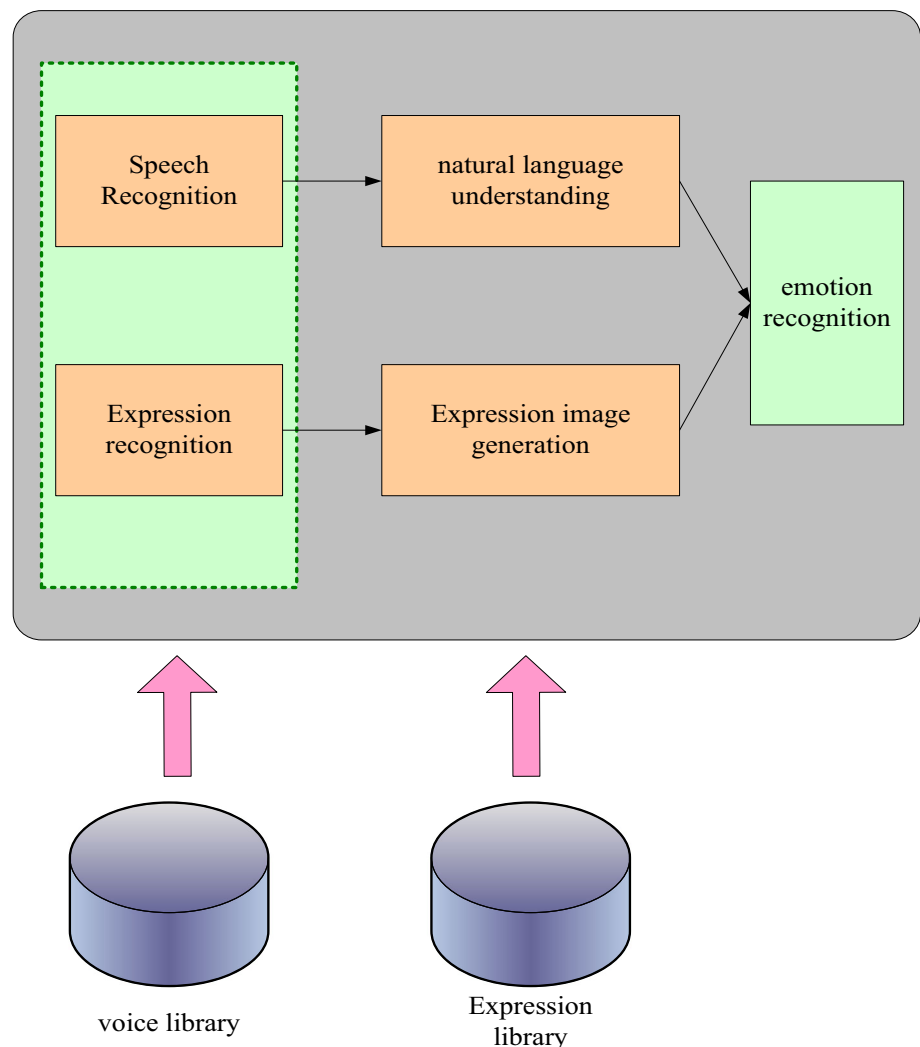 Speech
Recognition
natural language
understanding
emotion
recognition
Expression
recognition
Expression image
generation
voice library
Expression
library